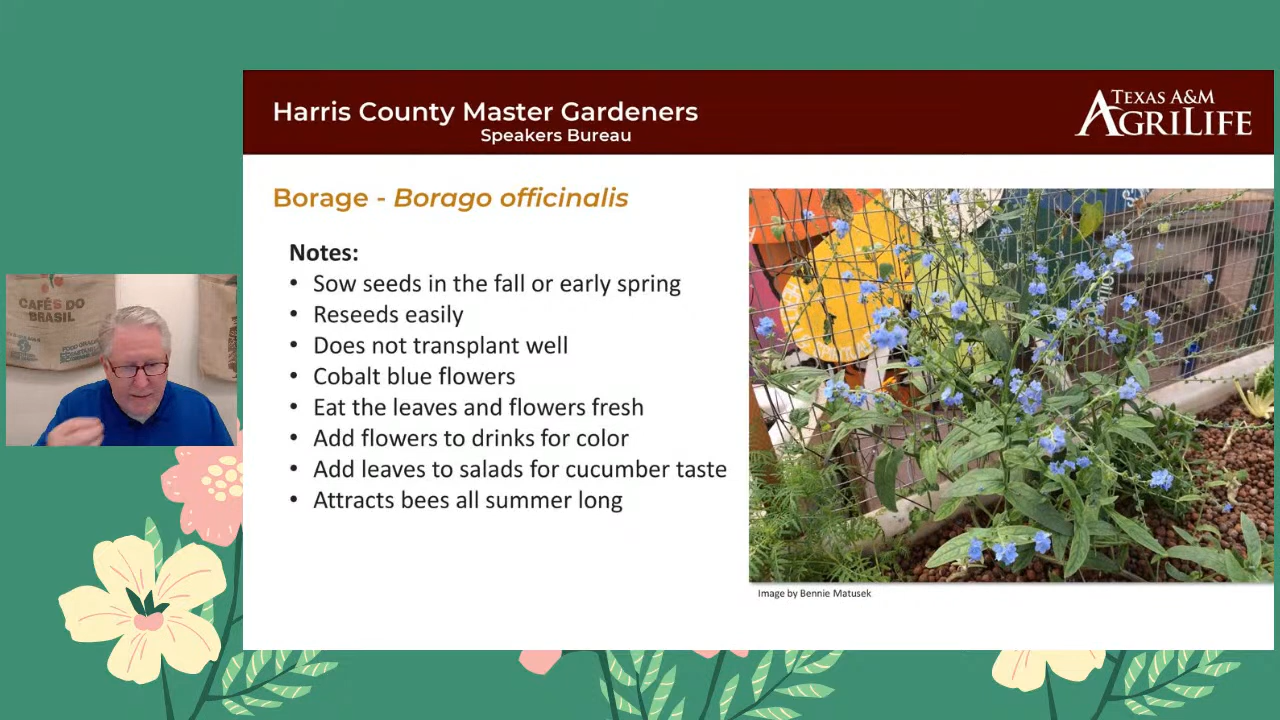 Harris County Master Gardeners
Speakers Bureau
TEXAS A&M
AGRILIFE
Borage - Borago officinalis
Notes:
• Sow seeds in the fall or early spring
• Reseeds easily
• Does not transplant well
• Cobalt blue flowers
• Eat the leaves and flowers fresh
• Add flowers to drinks for color
• Add leaves to salads for cucumber taste
• Attracts bees all summer long
Image by Bennie Matusek
CAFÉS DO
BRASIL